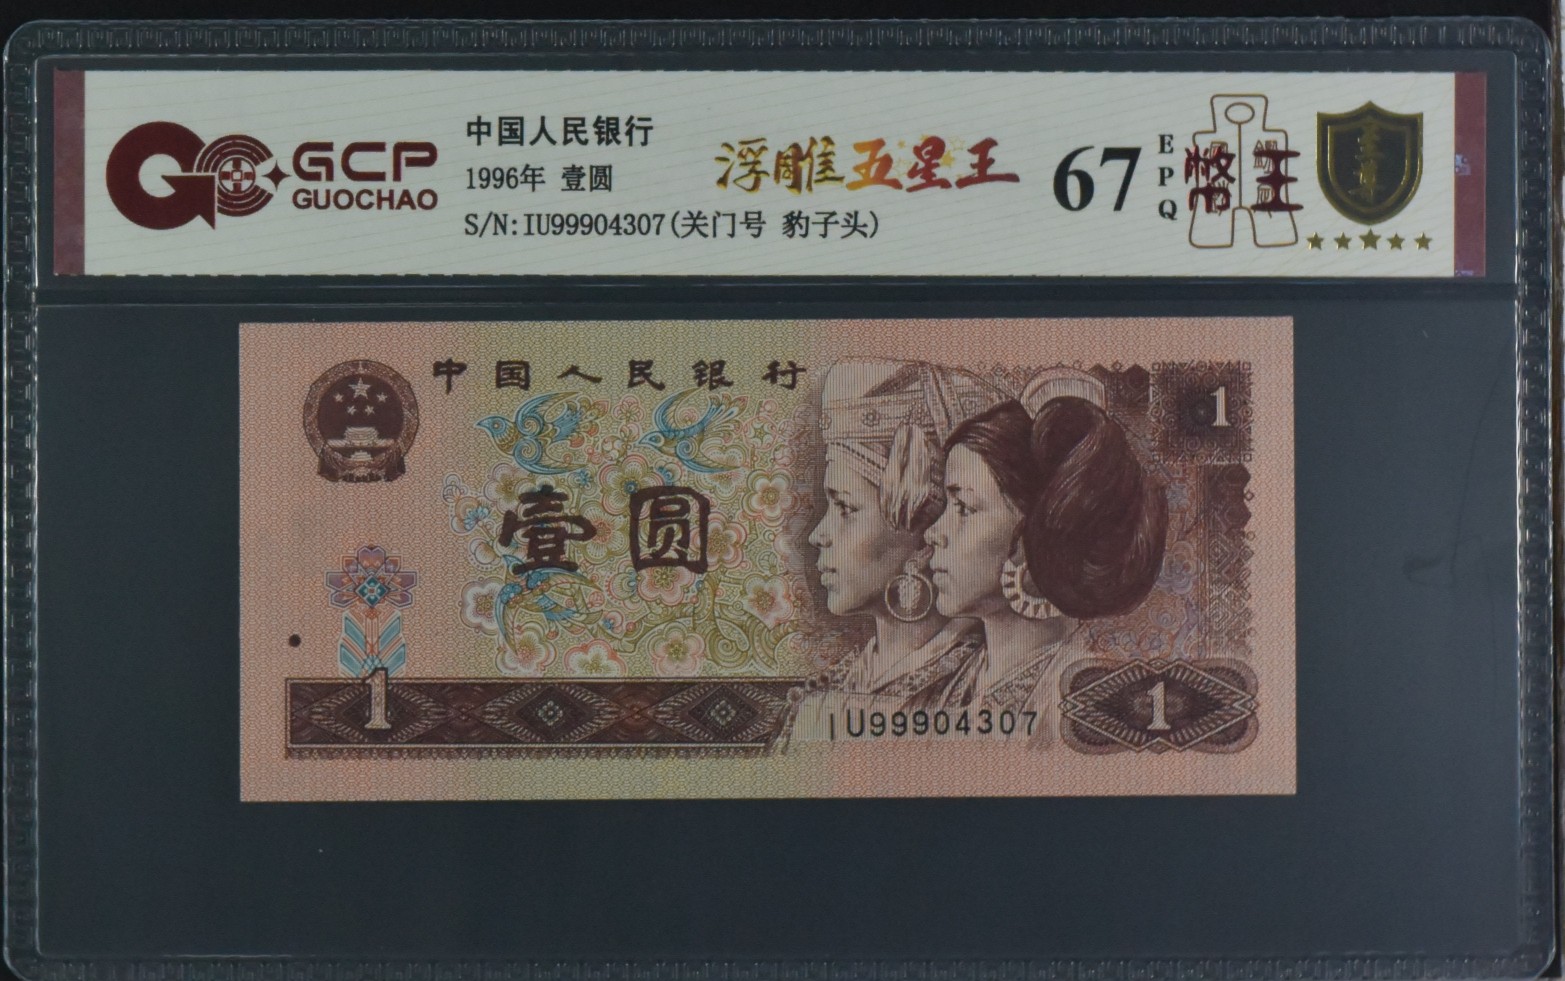 GCP
GUOCHAO
中国人民银行
1996年 壹圆
S/N:IU99904307(关门号 豹子头)
浮雕五星王
67
EPQ
中国人民银行
1
壹圆
1
1
IU99904307